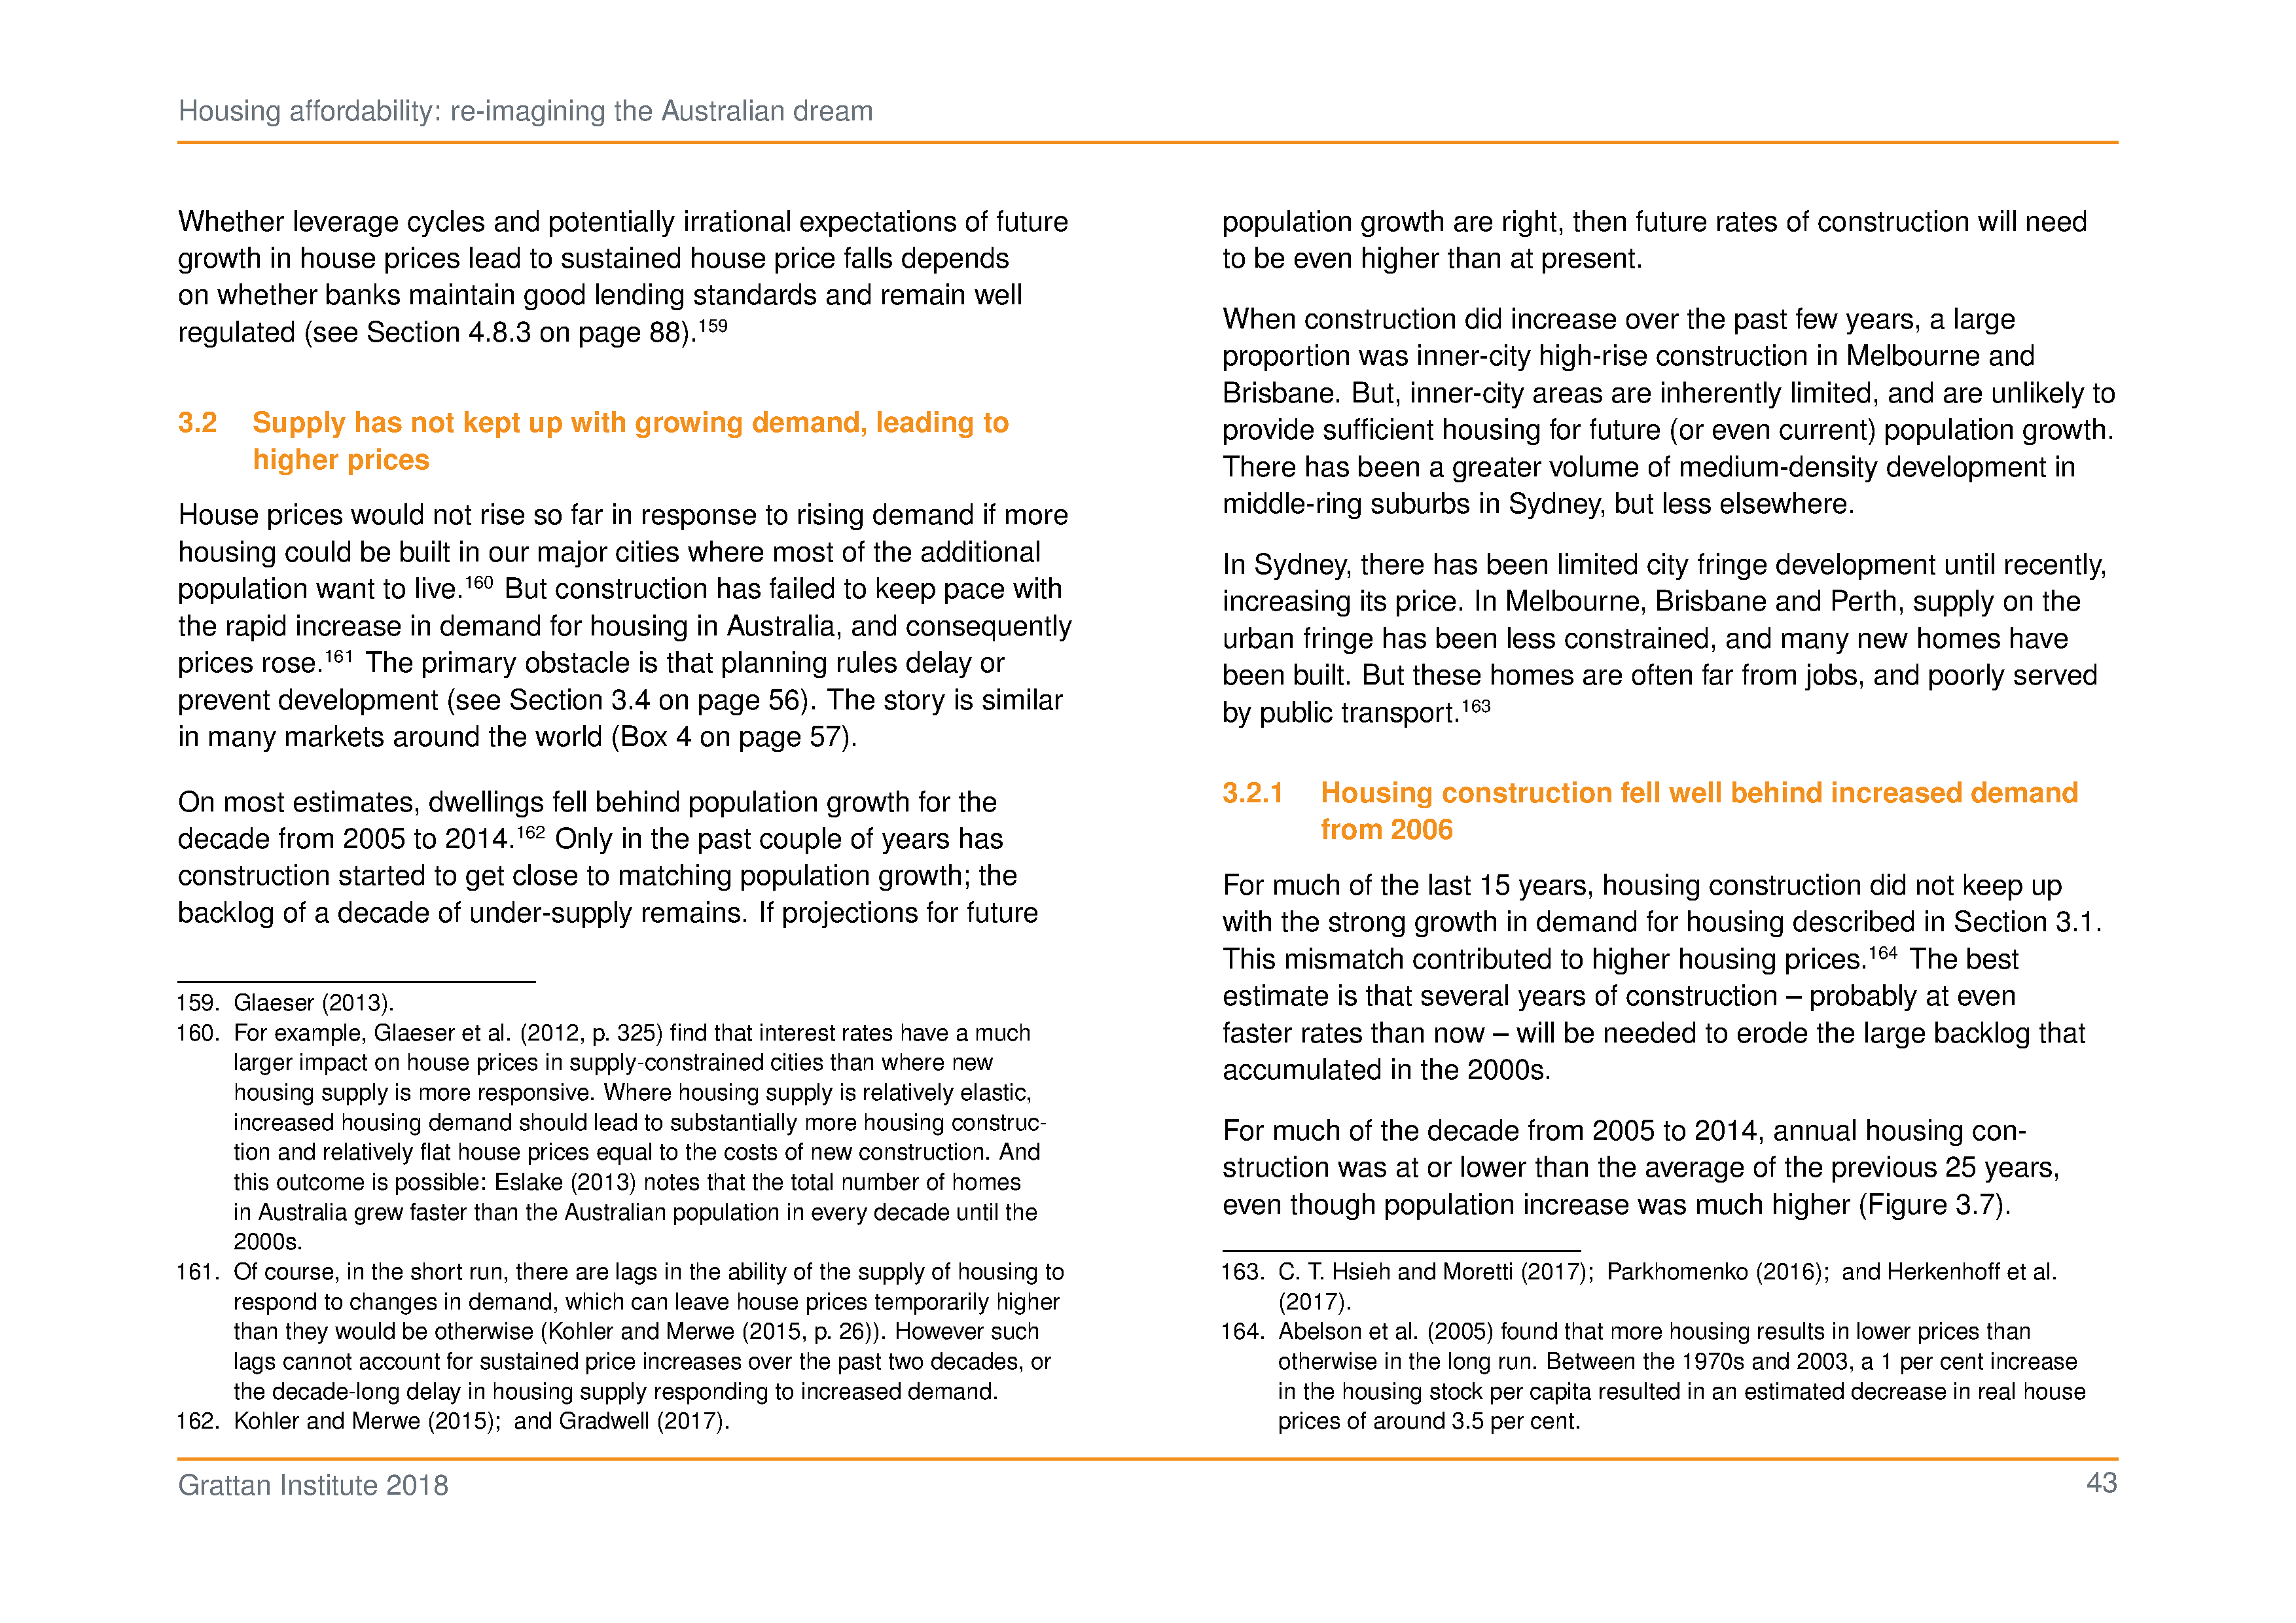 Housing affordability: re-imagining the Australian dream
Whether leverage cycles and potentially irrational expectations of future
growth in house prices lead to sustained house price falls depends
on whether banks maintain good lending standards and remain well
regulated (see Section 4.8.3 on page 88).159
3.2 Supply has not kept up with growing demand, leading to
higher prices
House prices would not rise so far in response to rising demand if more
housing could be built in our major cities where most of the additional
population want to live.160 But construction has failed to keep pace with
the rapid increase in demand for housing in Australia, and consequently
prices rose.161 The primary obstacle is that planning rules delay or
prevent development (see Section 3.4 on page 56). The story is similar
in many markets around the world (Box 4 on page 57).
On most estimates, dwellings fell behind population growth for the
decade from 2005 to 2014.162 Only in the past couple of years has
construction started to get close to matching population growth; the
backlog of a decade of under-supply remains. If projections for future
159. Glaeser (2013).
160. For example, Glaeser et al. (2012, p. 325) find that interest rates have a much
larger impact on house prices in supply-constrained cities than where new
housing supply is more responsive. Where housing supply is relatively elastic,
increased housing demand should lead to substantially more housing construc-
tion and relatively flat house prices equal to the costs of new construction. And
this outcome is possible: Eslake (2013) notes that the total number of homes
in Australia grew faster than the Australian population in every decade until the
2000s.
161. Of course, in the short run, there are lags in the ability of the supply of housing to
respond to changes in demand, which can leave house prices temporarily higher
than they would be otherwise (Kohler and Merwe (2015, p. 26)). However such
lags cannot account for sustained price increases over the past two decades, or
the decade-long delay in housing supply responding to increased demand.
162. Kohler and Merwe (2015); and Gradwell (2017).
population growth are right, then future rates of construction will need
to be even higher than at present.
When construction did increase over the past few years, a large
proportion was inner-city high-rise construction in Melbourne and
Brisbane. But, inner-city areas are inherently limited, and are unlikely to
provide sufficient housing for future (or even current) population growth.
There has been a greater volume of medium-density development in
middle-ring suburbs in Sydney, but less elsewhere.
In Sydney, there has been limited city fringe development until recently,
increasing its price. In Melbourne, Brisbane and Perth, supply on the
urban fringe has been less constrained, and many new homes have
been built. But these homes are often far from jobs, and poorly served
by public transport.163
3.2.1 Housing construction fell well behind increased demand
from 2006
For much of the last 15 years, housing construction did not keep up
with the strong growth in demand for housing described in Section 3.1.
This mismatch contributed to higher housing prices.164 The best
estimate is that several years of construction – probably at even
faster rates than now – will be needed to erode the large backlog that
accumulated in the 2000s.
For much of the decade from 2005 to 2014, annual housing con-
struction was at or lower than the average of the previous 25 years,
even though population increase was much higher (Figure 3.7).
163. C. T. Hsieh and Moretti (2017); Parkhomenko (2016); and Herkenhoff et al.
(2017).
164. Abelson et al. (2005) found that more housing results in lower prices than
otherwise in the long run. Between the 1970s and 2003, a 1 per cent increase
in the housing stock per capita resulted in an estimated decrease in real house
prices of around 3.5 per cent.
Grattan Institute 2018
43